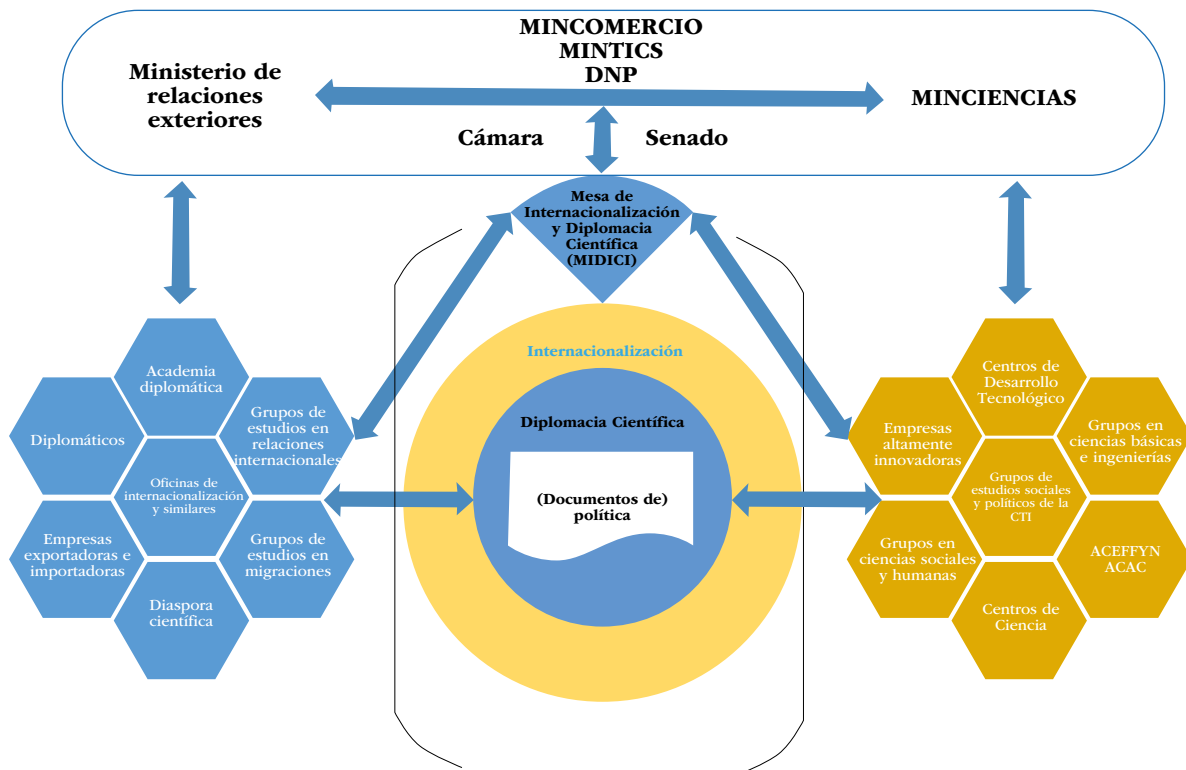 MINCOMERCIO
MINTICS
DNP
Ministerio de
relaciones
exteriores
MINCIENCIAS
Cámara
Senado
Mesa de
Internacionalización
y Diplomacia
Científica
(MIDICI)
Internacionalización
Diplomacia Científica
(Documentos de)
política
Academia
diplomática
Diplomáticos
Grupos de
estudios en
relaciones
internacionales
Oficinas de
internacionalización
y similares
Empresas
exportadoras e
importadoras
Grupos de
estudios en
migraciones
Diaspora
científica
Centros de
Desarrollo
Tecnológico
Empresas
altamente
innovadoras
Grupos en
ciencias básicas
e ingenierías
Grupos de
estudios sociales
y políticos de la
CTI
Grupos en
ciencias sociales
y humanas
ACEFFYN
ACAC
Centros de
Ciencia